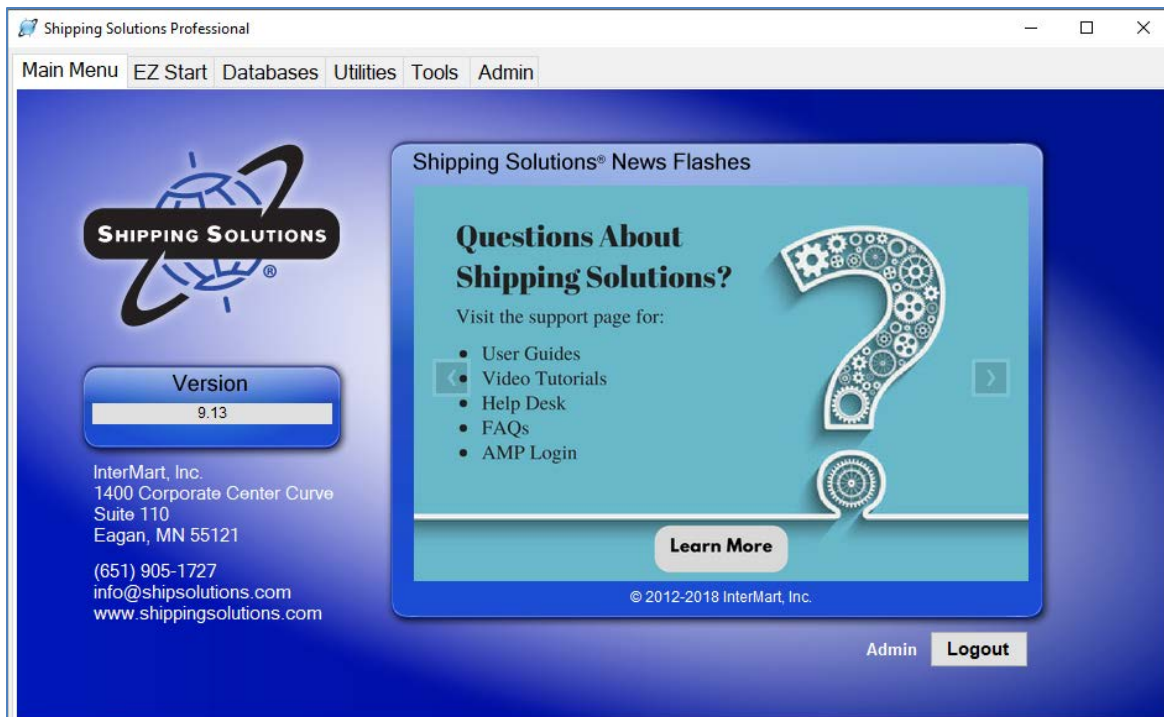 Shipping Solutions Professional
Main Menu EZ Start Databases Utilities Tools Admin
SHIPPING SOLUTIONS
®
Version
9.13
InterMart, Inc.
1400 Corporate Center Curve
Suite 110
Eagan, MN 55121
(651) 905-1727
info@shipsolutions.com
www.shippingsolutions.com
Shipping Solutions® News Flashes
Questions About
Shipping Solutions?
Visit the support page for:
• User Guides
• Video Tutorials
• Help Desk
• FAQs
• AMP Login
Learn More
© 2012-2018 InterMart, Inc.
Admin Logout